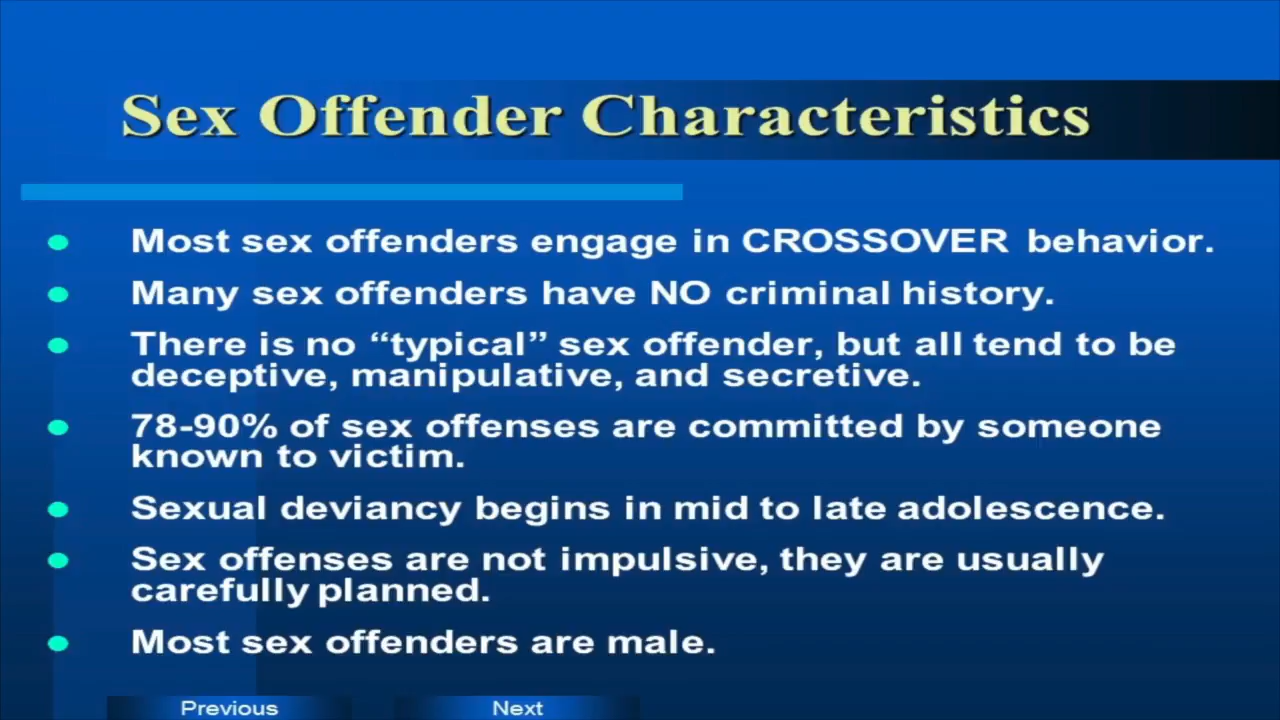 Sex Offender Characteristics
Most sex offenders engage in CROSSOVER behavior.
Many sex offenders have NO criminal history.
There is no “typical” sex offender, but all tend to be
deceptive, manipulative, and secretive.
78-90% of sex offenses are committed by someone
known to victim.
Sexual deviancy begins in mid to late adolescence.
Sex offenses are not impulsive, they are usually
carefully planned.
Most sex offenders are male.
Previous
Next